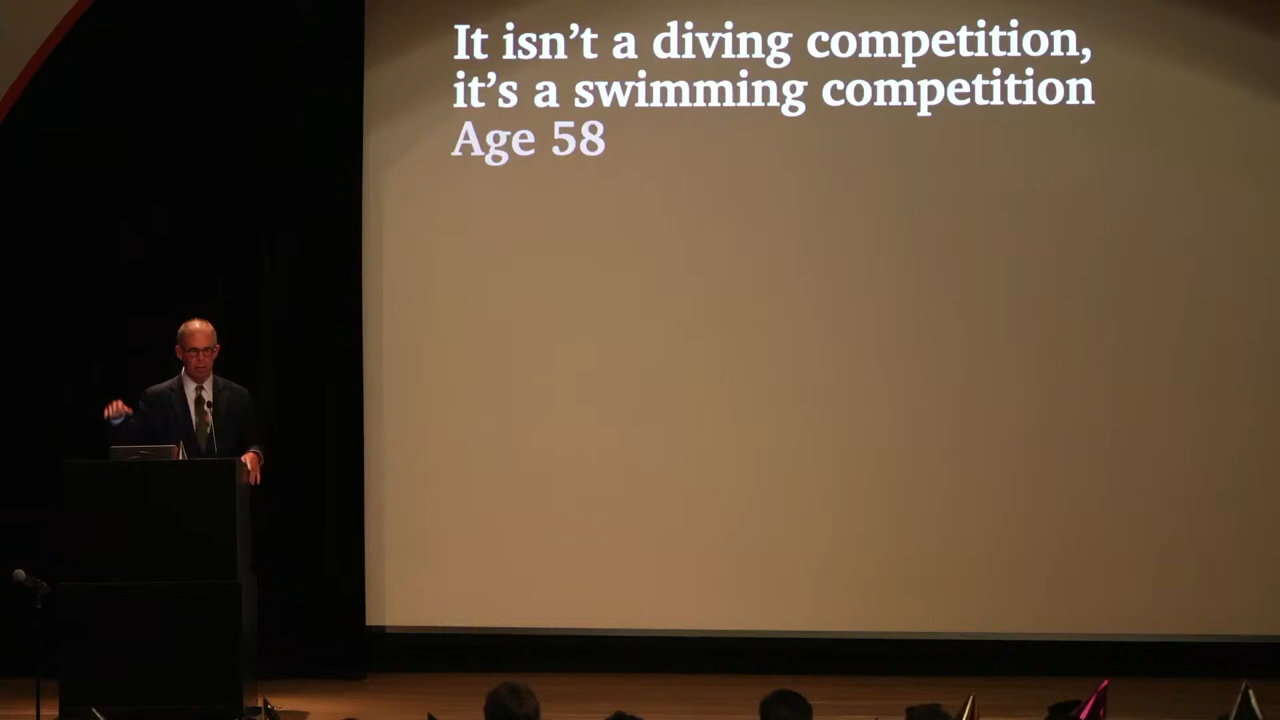 It isn’t a diving competition,
it’s a swimming competition
Age 58